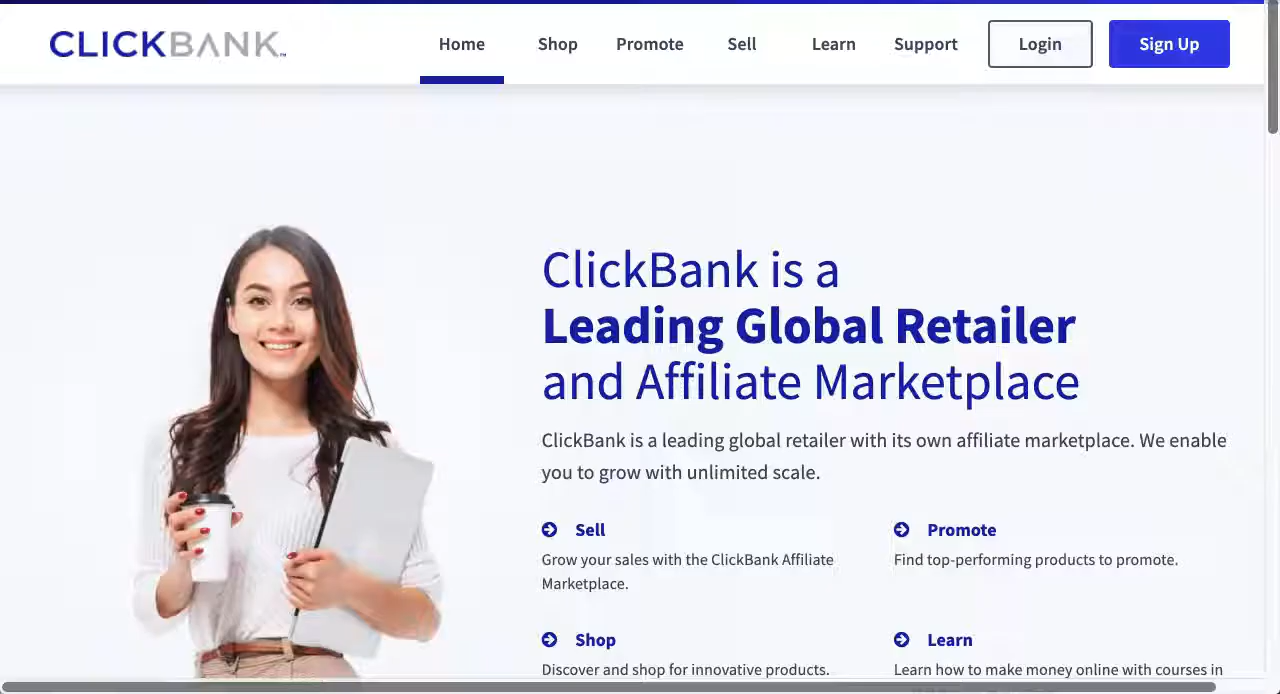 CLICKBANK™
Home
Shop
Promote
Sell
Learn
Support
Login
Sign Up
ClickBank is a
Leading Global Retailer
and Affiliate Marketplace
ClickBank is a leading global retailer with its own affiliate marketplace. We enable
you to grow with unlimited scale.
Sell
Grow your sales with the ClickBank Affiliate
Marketplace.
Promote
Find top-performing products to promote.
Shop
Discover and shop for innovative products.
Learn
Learn how to make money online with courses in